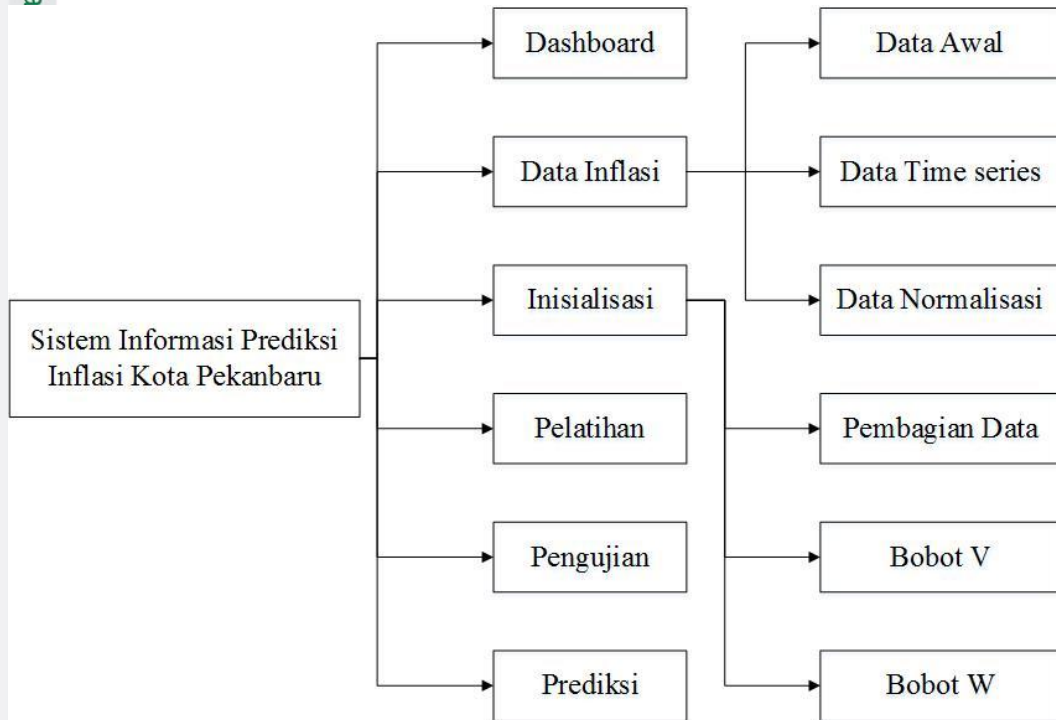 Dashboard
Data Awal
Data Inflasi
Data Time series
Inisialisasi
Data Normalisasi
Sistem Informasi Prediksi
Inflasi Kota Pekanbaru
Pelatihan
Pembagian Data
Pengujian
Bobot V
Prediksi
Bobot W